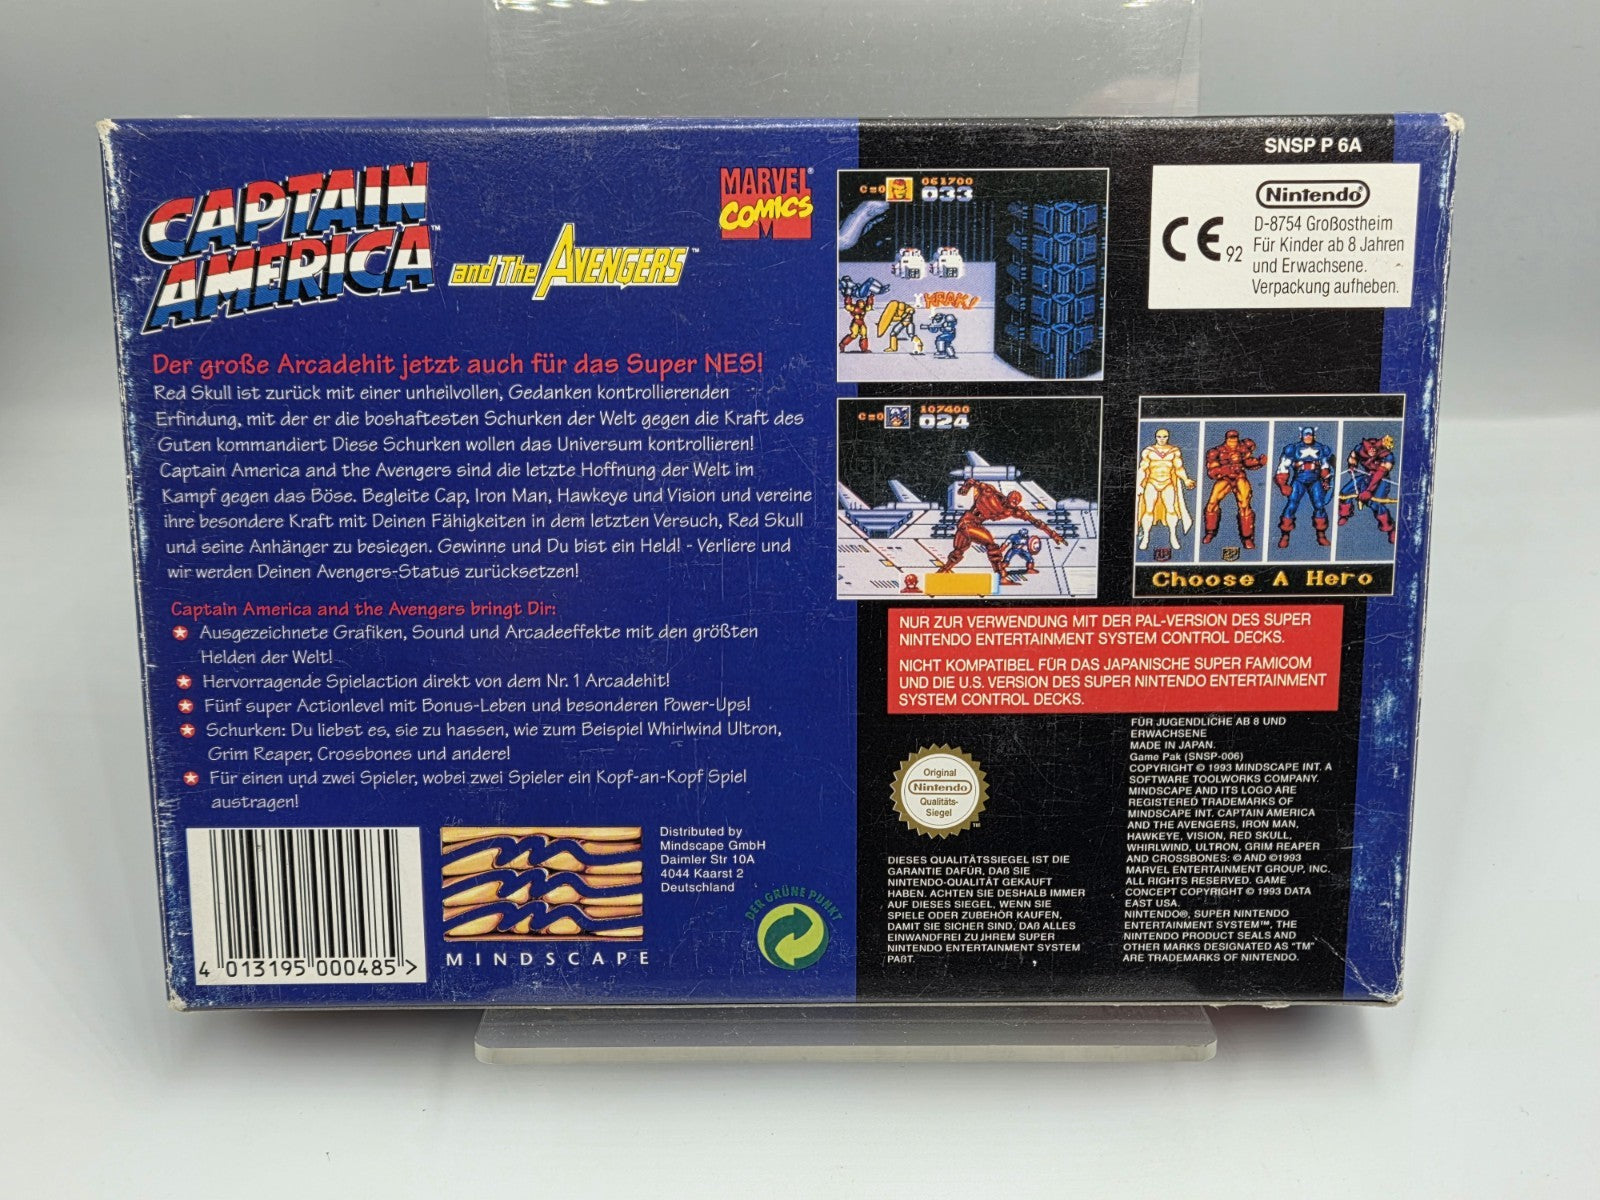 CAPTAIN
AMERICA™
and The AVENGERS™
MARVEL®
COMICS
Der große Arcadehit jetzt auch für das Super NES!
Red Skull ist zurück mit einer unheilvollen, Gedanken kontrollierenden
Erfindung, mit der er die boshaftesten Schurken der Welt gegen die Kraft des
Guten kommandiert Diese Schurken wollen das Universum kontrollieren!
Captain America and the Avengers sind die letzte Hoffnung der Welt im
Kampf gegen das Böse. Begleite Cap, Iron Man, Hawkeye und Vision und vereine
ihre besondere Kraft mit Deinen Fähigkeiten in dem letzten Versuch, Red Skull
und seine Anhänger zu besiegen. Gewinne und Du bist ein Held! - Verliere und
wir werden Deinen Avengers-Status zurücksetzen!
Captain America and the Avengers bringt Dir:
Ausgezeichnete Grafiken, Sound und Arcadeeffekte mit den größten
Helden der Welt!
Hervorragende Spielaction direkt von dem Nr. 1 Arcadehit!
Fünf super Actionlevel mit Bonus-Leben und besonderen Power-Ups!
Schurken: Du liebst es, sie zu hassen, wie zum Beispiel Whirlwind Ultron,
Grim Reaper, Crossbones und andere!
Für einen und zwei Spieler, wobei zwei Spieler ein Kopf-an-Kopf Spiel
austragen!
4 013195 000485 >
MINDSCAPE
Distributed by
Mindscape GmbH
Daimler Str 10A
4044 Kaarst 2
Deutschland
DER GRÜNE PUNKT
C=0 061700
033
KRAK!
C=0 107400
024
Choose A Hero
SNSP P 6A
Nintendo®
CE 92
D-8754 Großostheim
Für Kinder ab 8 Jahren
und Erwachsene.
Verpackung aufheben.
NUR ZUR VERWENDUNG MIT DER PAL-VERSION DES SUPER
NINTENDO ENTERTAINMENT SYSTEM CONTROL DECKS.
NICHT KOMPATIBEL FÜR DAS JAPANISCHE SUPER FAMICOM
UND DIE U.S. VERSION DES SUPER NINTENDO ENTERTAINMENT
SYSTEM CONTROL DECKS.
Original
Nintendo
Qualitäts-
Siegel
TM
DIESES QUALITÄTSSIEGEL IST DIE
GARANTIE DAFÜR, DAß SIE
NINTENDO-QUALITÄT GEKAUFT
HABEN. ACHTEN SIE DESHALB IMMER
AUF DIESES SIEGEL, WENN SIE
SPIELE ODER ZUBEHÖR KAUFEN,
DAMIT SIE SICHER SIND, DAß ALLES
EINWANDFREI ZU JHREM SUPER
NINTENDO ENTERTAINMENT SYSTEM
PAßT.
FÜR JUGENDLICHE AB 8 UND
ERWACHSENE
MADE IN JAPAN.
Game Pak (SNSP-006)
COPYRIGHT © 1993 MINDSCAPE INT. A
SOFTWARE TOOLWORKS COMPANY.
MINDSCAPE AND ITS LOGO ARE
REGISTERED TRADEMARKS OF
MINDSCAPE INT. CAPTAIN AMERICA
AND THE AVENGERS, IRON MAN,
HAWKEYE, VISION, RED SKULL,
WHIRLWIND, ULTRON, GRIM REAPER
AND CROSSBONES: © AND ©1993
MARVEL ENTERTAINMENT GROUP, INC.
ALL RIGHTS RESERVED. GAME
CONCEPT COPYRIGHT © 1993 DATA
EAST USA.
NINTENDO®, SUPER NINTENDO
ENTERTAINMENT SYSTEM™, THE
NINTENDO PRODUCT SEALS AND
OTHER MARKS DESIGNATED AS "TM"
ARE TRADEMARKS OF NINTENDO.